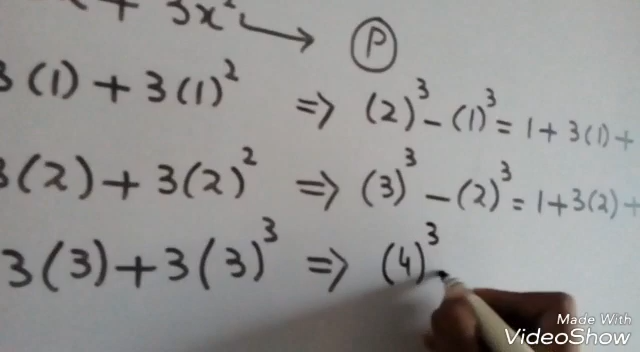 + 3x² → P
3(1) + 3(1)² => (2)³ - (1)³ = 1 + 3(1) +
3(2) + 3(2)² => (3)³ - (2)³ = 1 + 3(2) +
3(3) + 3(3)³ => (4)³
Made With
VideoShow